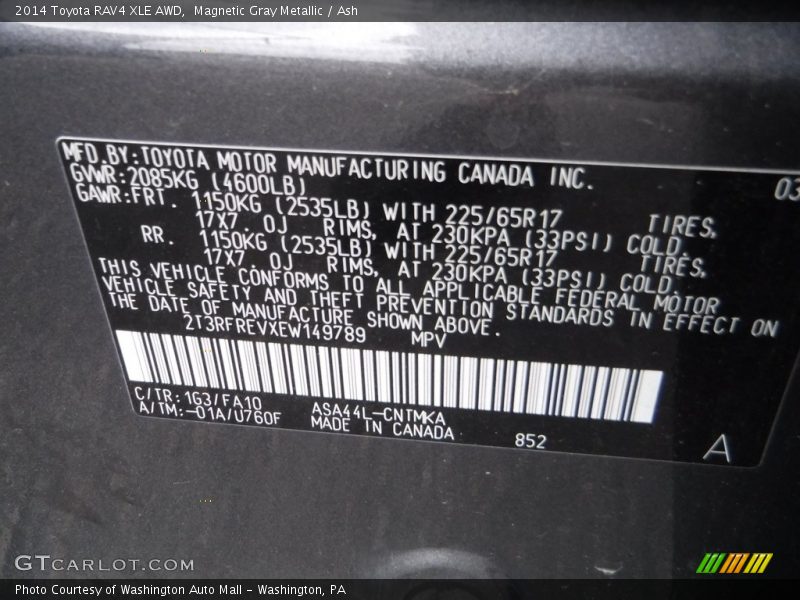 2014 Toyota RAV4 XLE AWD, Magnetic Gray Metallic / Ash
MFD BY:TOYOTA MOTOR MANUFACTURING CANADA INC. 03
GVWR:2085KG (4600LB)
GAWR:FRT. 1150KG (2535LB) WITH 225/65R17 TIRES,
17X7.0J RIMS, AT 230KPA (33PSI) COLD.
RR. 1150KG (2535LB) WITH 225/65R17 TIRES,
17X7.0J RIMS, AT 230KPA (33PSI) COLD.
THIS VEHICLE CONFORMS TO ALL APPLICABLE FEDERAL MOTOR
VEHICLE SAFETY AND THEFT PREVENTION STANDARDS IN EFFECT ON
THE DATE OF MANUFACTURE SHOWN ABOVE.
2T3RFREVXEW149789 MPV
C/TR:1G3/FA10 ASA44L-CNTMKA
A/TM:-01A/U760F MADE IN CANADA 852 A
GTCARLOT.COM
Photo Courtesy of Washington Auto Mall - Washington, PA